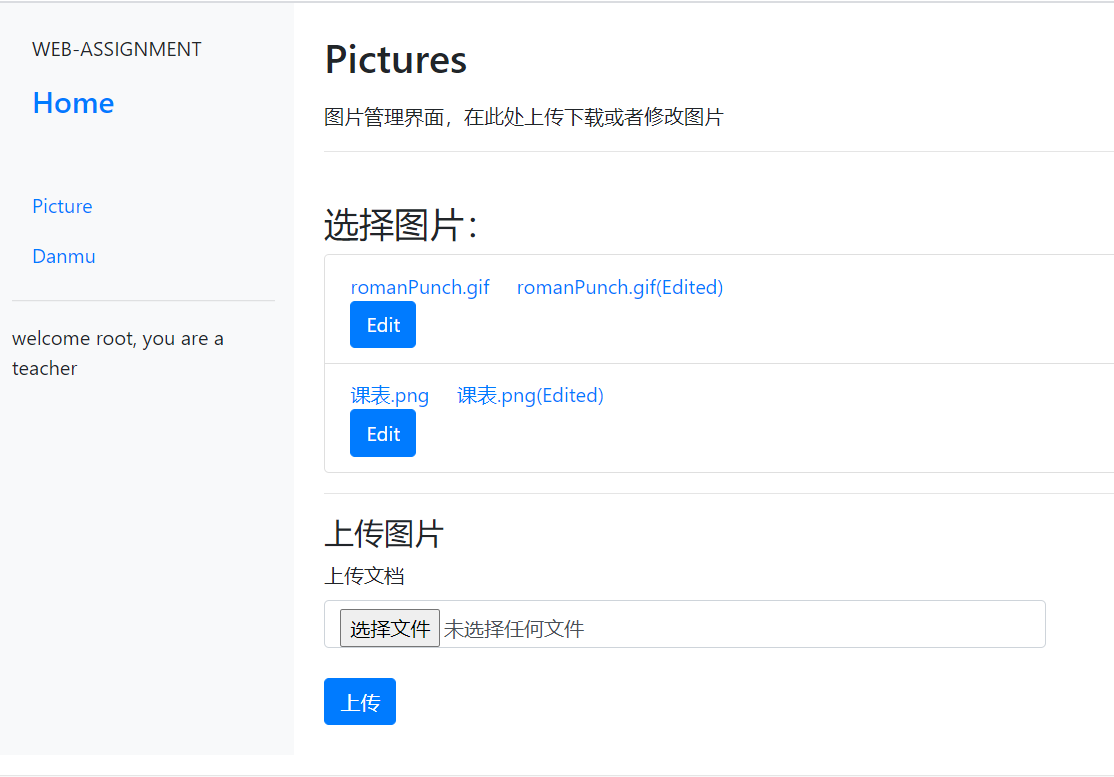 WEB-ASSIGNMENT
Home
Picture
Danmu
welcome root, you are a
teacher
Pictures
图片管理界面，在此处上传下载或者修改图片
选择图片：
romanPunch.gif romanPunch.gif(Edited)
Edit
课表.png 课表.png(Edited)
Edit
上传图片
上传文档
选择文件 未选择任何文件
上传